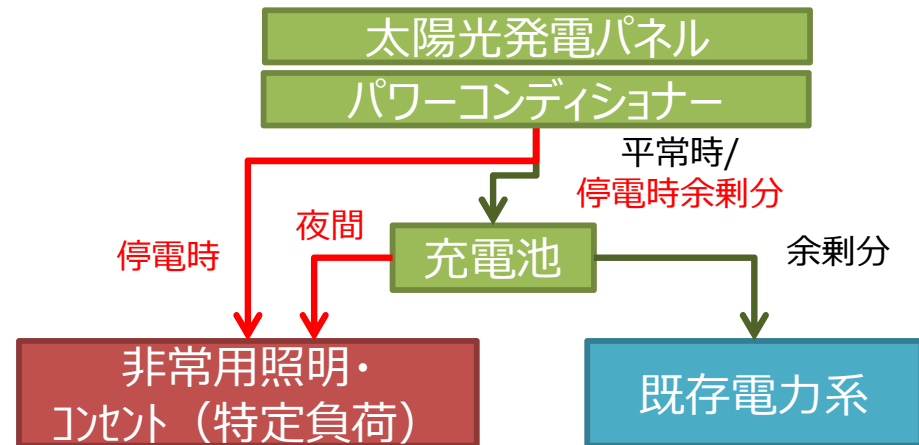 太陽光発電パネル
パワーコンディショナー
平常時/
停電時余剰分
停電時
夜間
充電池
余剰分
非常用照明・
コンセント（特定負荷）
既存電力系